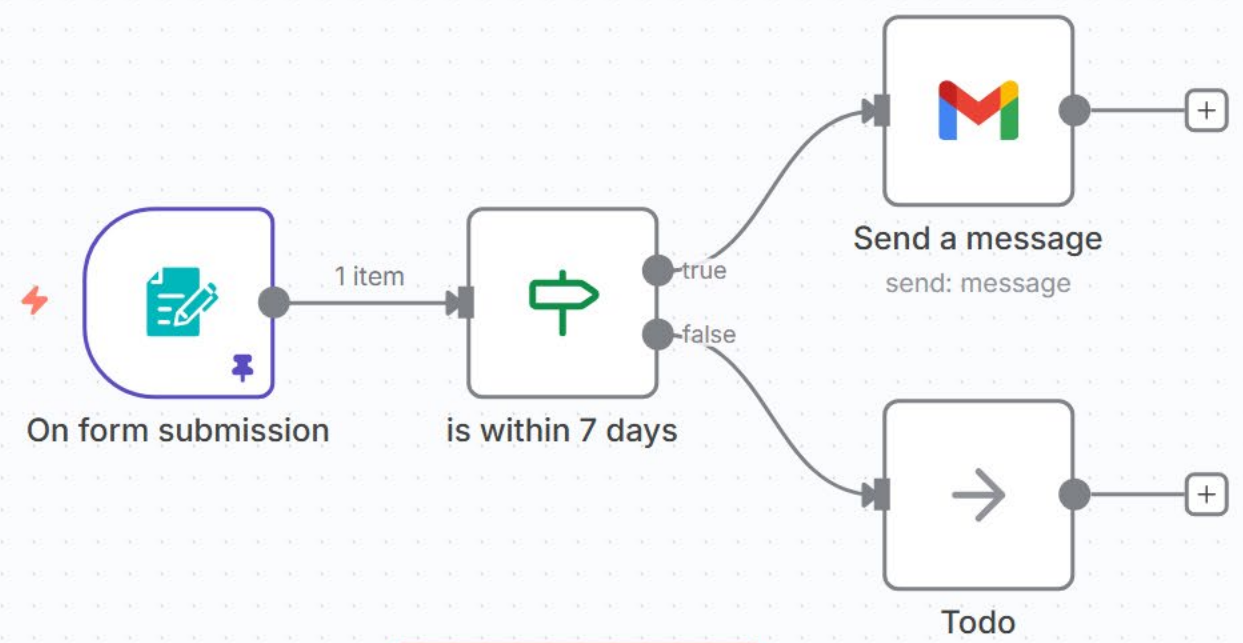 Send a message
send: message
1 item
true
false
On form submission
is within 7 days
Todo